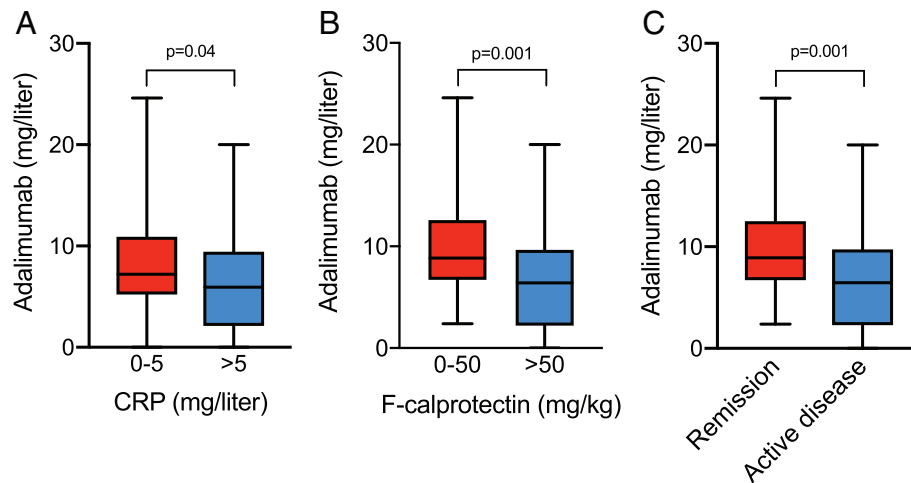 A
Adalimumab (mg/liter)
30
20
10
0
p=0.04
0-5 >5
CRP (mg/liter)
B
Adalimumab (mg/liter)
30
20
10
0
p=0.001
0-50 >50
F-calprotectin (mg/kg)
C
Adalimumab (mg/liter)
30
20
10
0
p=0.001
Remission
Active disease